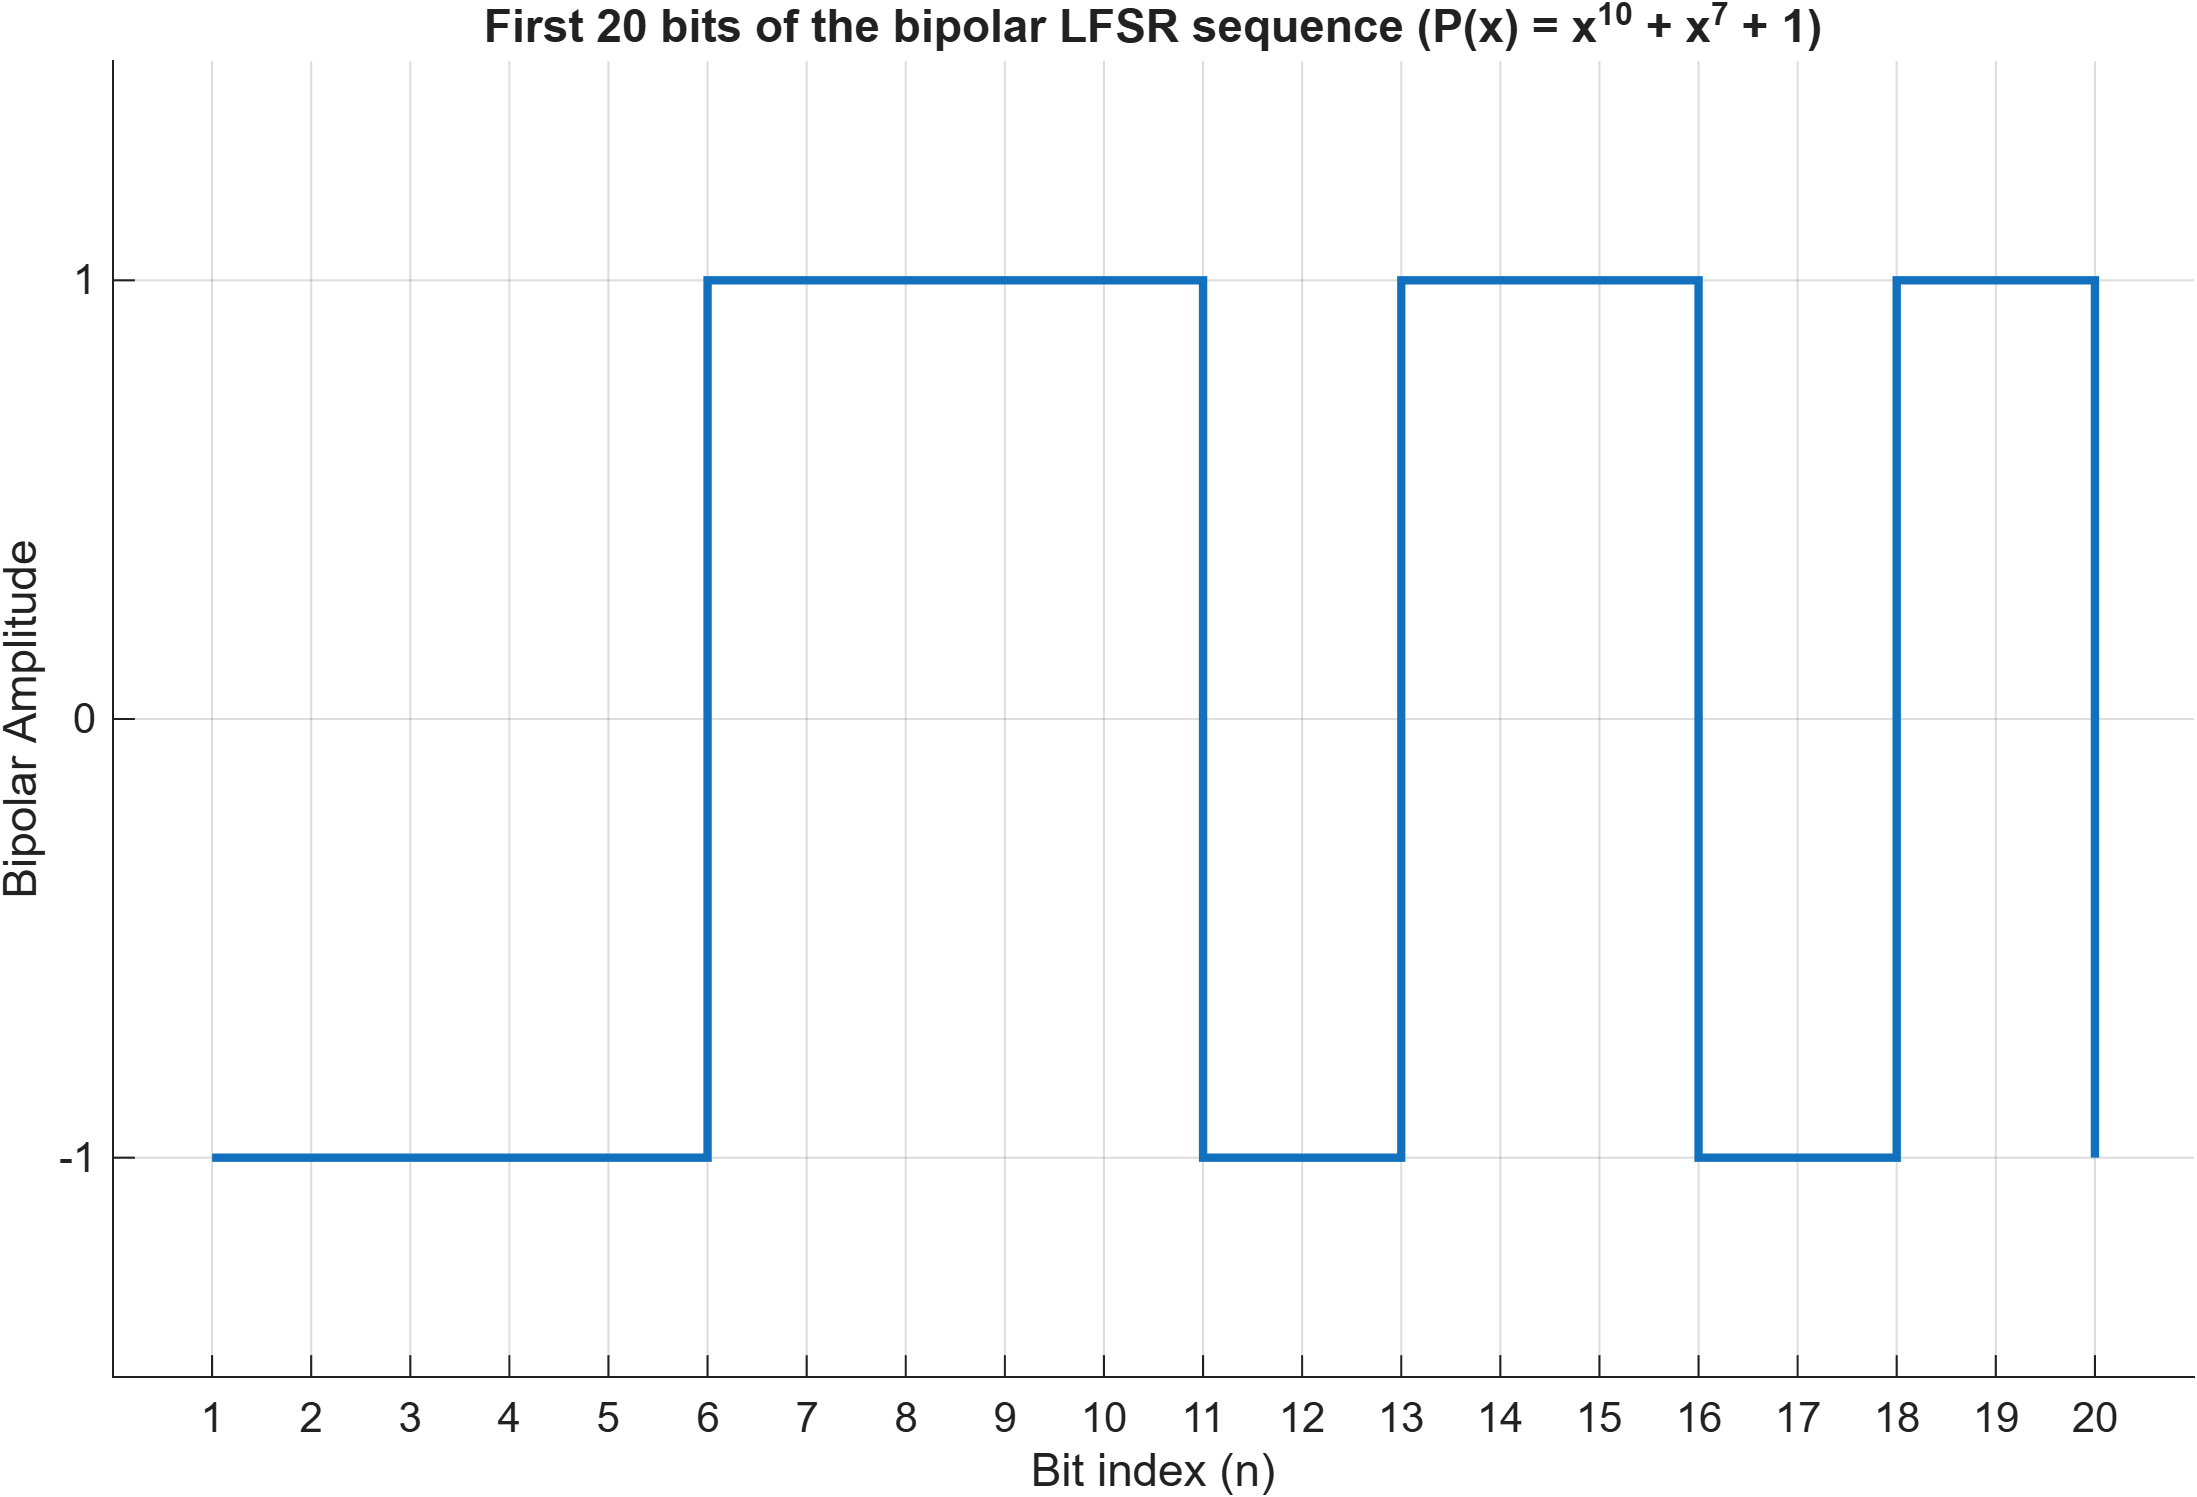 First 20 bits of the bipolar LFSR sequence (P(x) = x¹⁰ + x⁷ + 1)
Bipolar Amplitude
1
0
-1
1 2 3 4 5 6 7 8 9 10 11 12 13 14 15 16 17 18 19 20
Bit index (n)